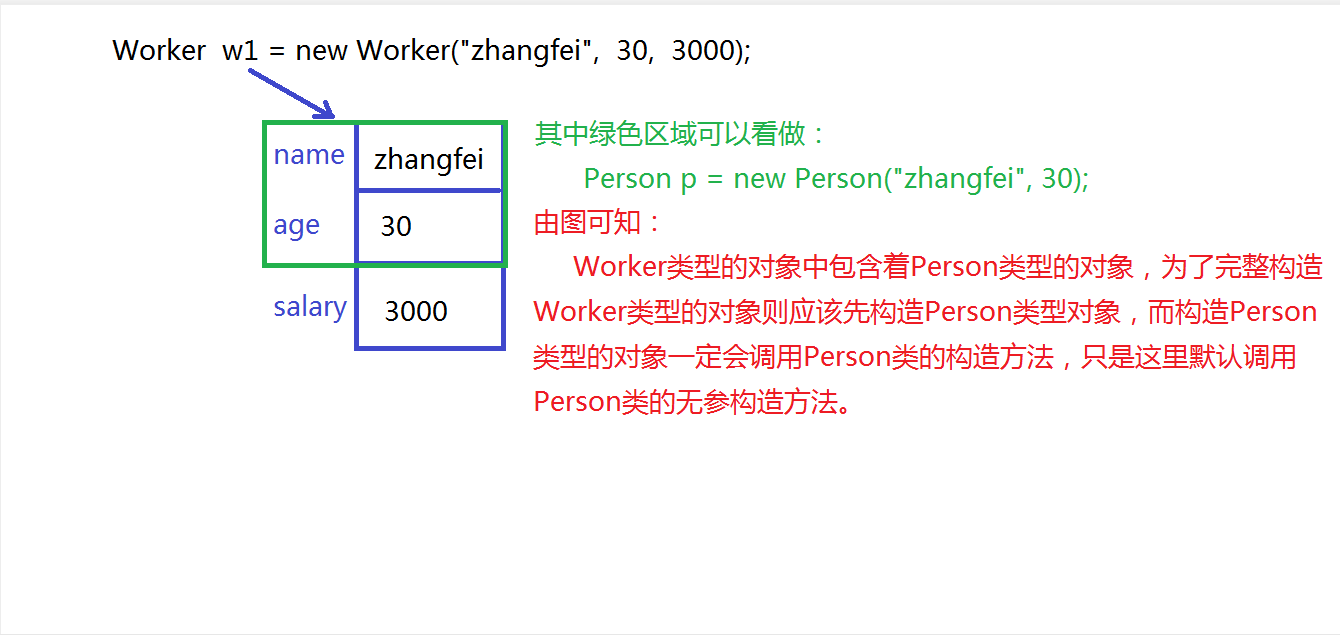 Worker w1 = new Worker("zhangfei", 30, 3000);
name
zhangfei
age
30
salary
3000
其中绿色区域可以看做：
Person p = new Person("zhangfei", 30);
由图可知：
Worker类型的对象中包含着Person类型的对象，为了完整构造
Worker类型的对象则应该先构造Person类型对象，而构造Person
类型的对象一定会调用Person类的构造方法，只是这里默认调用
Person类的无参构造方法。